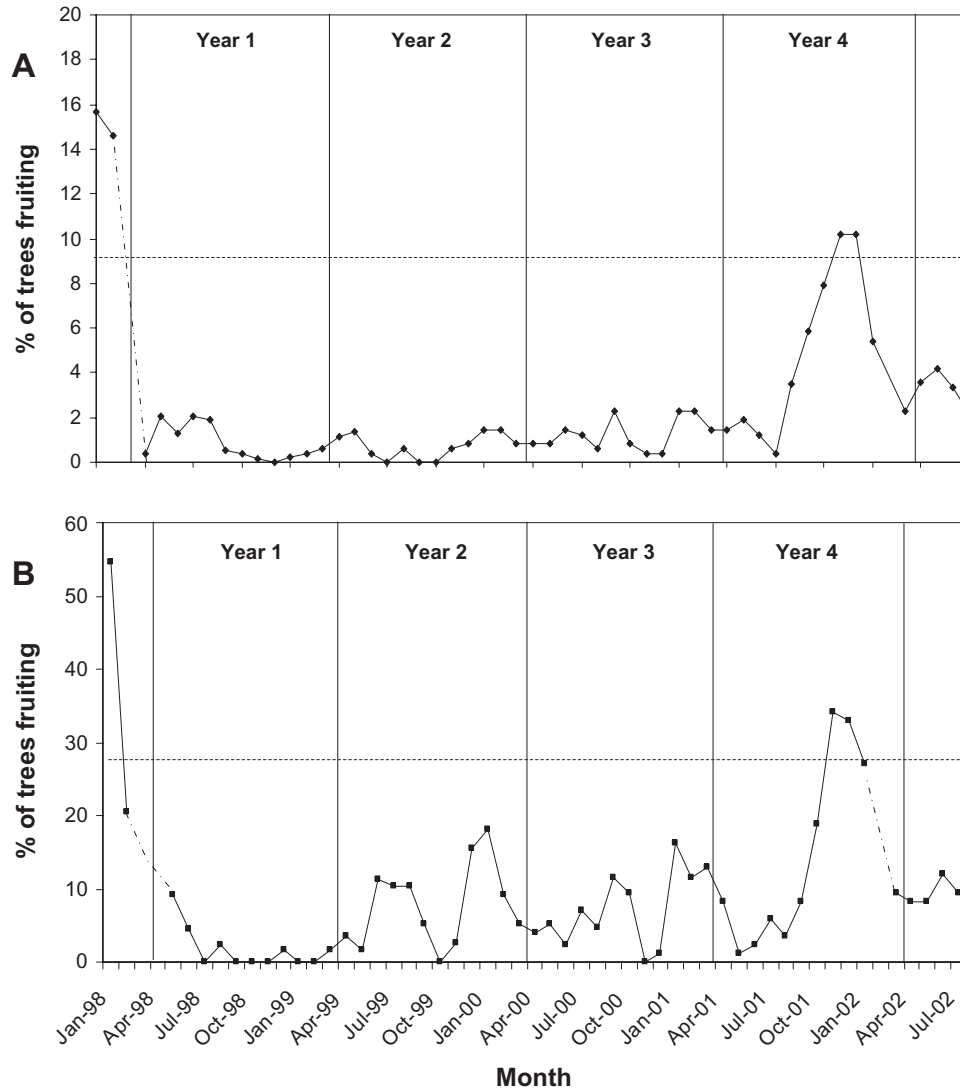 A
% of trees fruiting
20
18
16
14
12
10
8
6
4
2
0
Year 1 Year 2 Year 3 Year 4
B
% of trees fruiting
60
50
40
30
20
10
0
Year 1 Year 2 Year 3 Year 4
Jan-98 Apr-98 Jul-98 Oct-98 Jan-99 Apr-99 Jul-99 Oct-99 Jan-00 Apr-00 Jul-00 Oct-00 Jan-01 Apr-01 Jul-01 Oct-01 Jan-02 Apr-02 Jul-02
Month